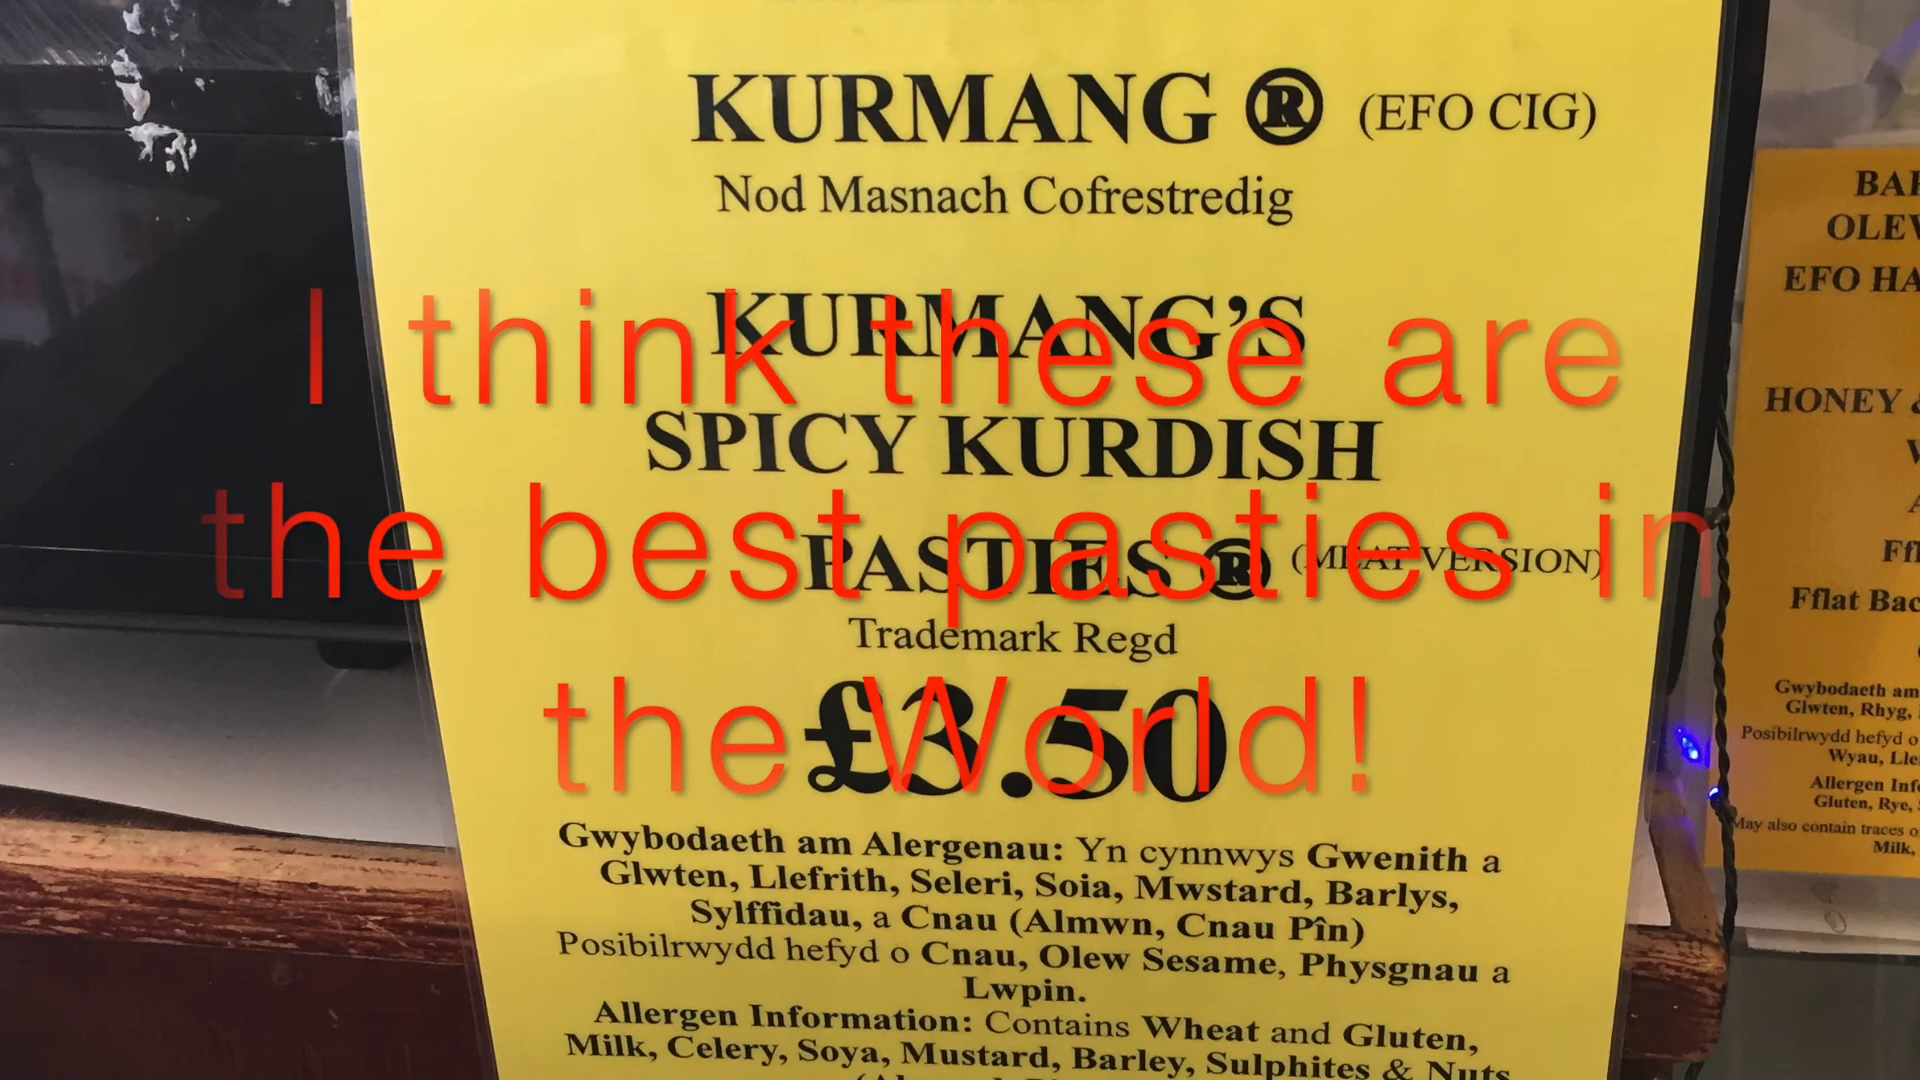 KURMANG ® (EFO CIG)
Nod Masnach Cofrestredig
KURMANG'S
SPICY KURDISH
PASTIES ® (MEAT VERSION)
Trademark Regd
£3.50
Gwybodaeth am Alergenau: Yn cynnwys Gwenith a
Glwten, Llefrith, Seleri, Soia, Mwstard, Barlys,
Sylffidau, a Cnau (Almwn, Cnau Pîn)
Posibilrwydd hefyd o Cnau, Olew Sesame, Physgnau a
Lwpin.
Allergen Information: Contains Wheat and Gluten,
Milk, Celery, Soya, Mustard, Barley, Sulphites & Nuts
I think these are
the best pasties in
the World!
EFO
HONEY
Fflat
Gwybodaeth am
Glwten, Rhyg,
Posibilrwydd hefyd o
Wyau,
Allergen
Gluten, Rye,
May also contain traces
Milk,